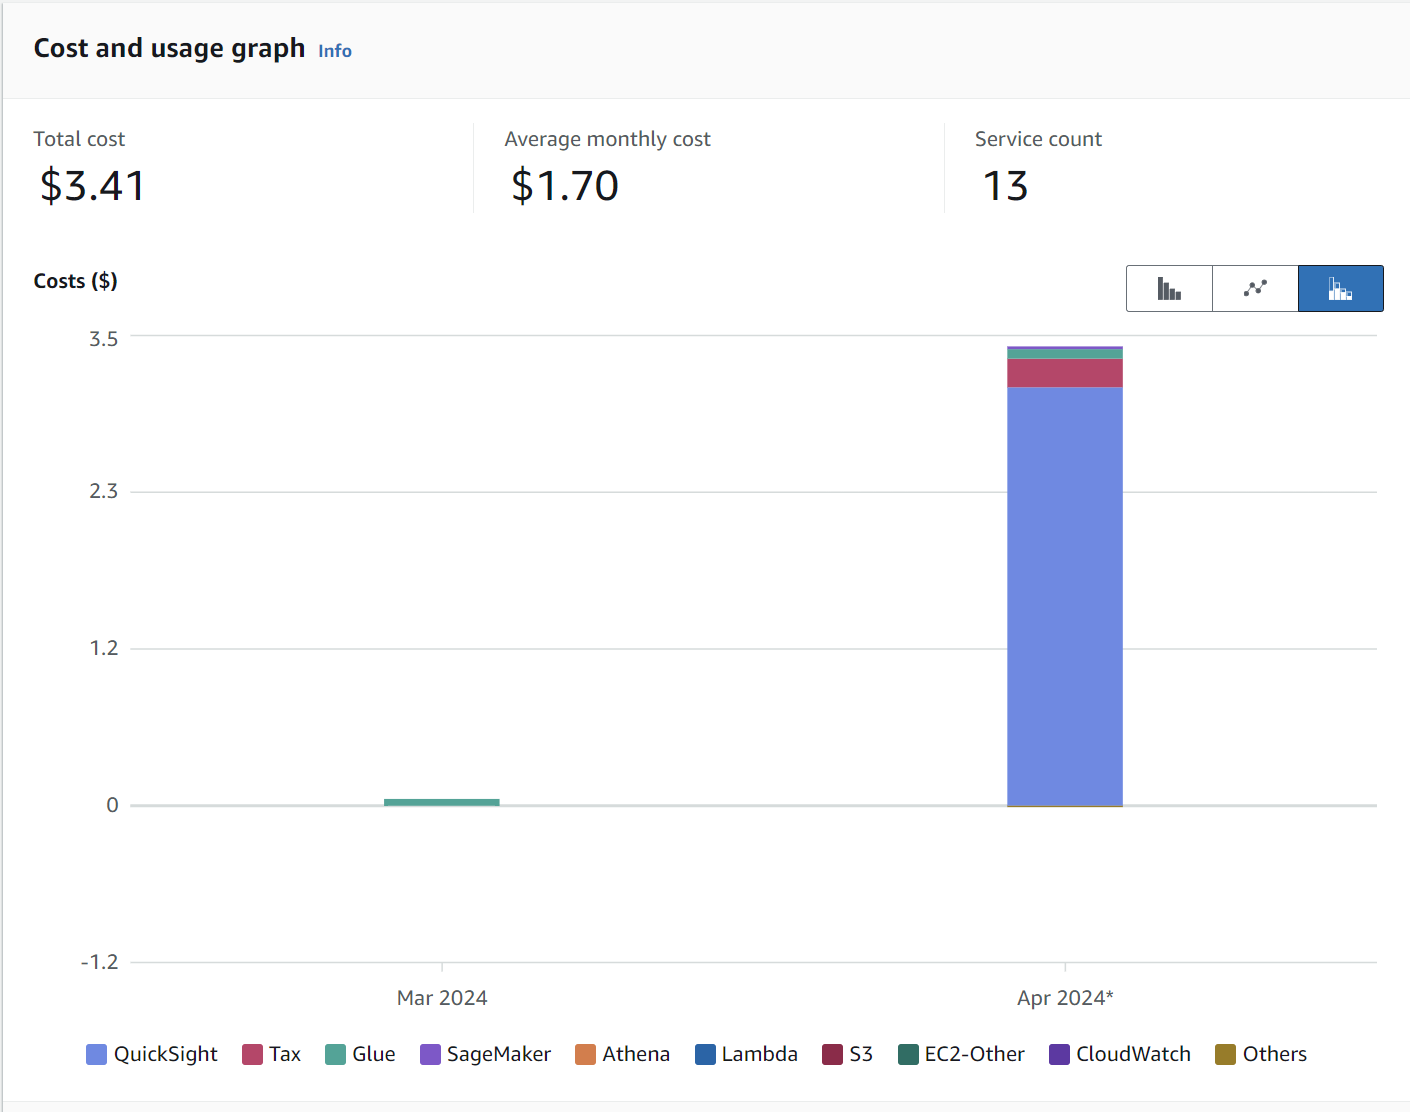 Cost and usage graph Info
Total cost Average monthly cost Service count
$3.41 $1.70 13
Costs ($)
3.5
2.3
1.2
0
-1.2
Mar 2024 Apr 2024*
QuickSight Tax Glue SageMaker Athena Lambda S3 EC2-Other CloudWatch Others